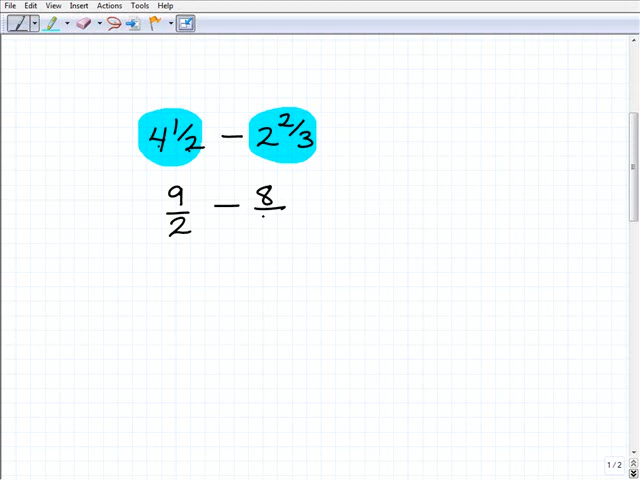 File Edit View Insert Actions Tools Help
4 1/2 – 2 2/3
9/2 – 8/
1 / 2